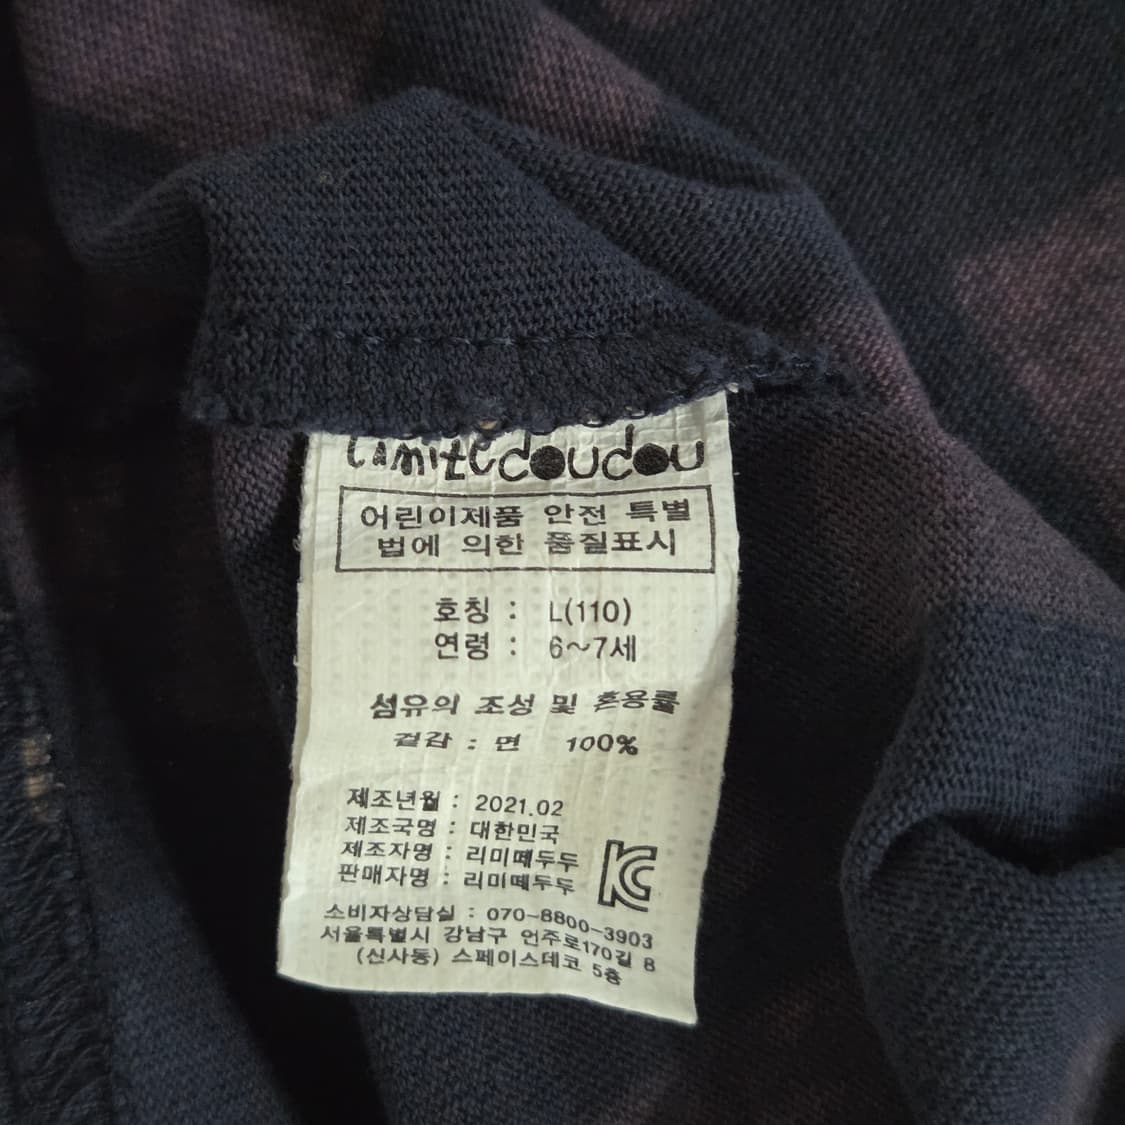 Limitedoudou
어린이제품 안전 특별
법에 의한 품질표시
호칭 : L(110)
연령 : 6~7세
섬유의 조성 및 혼용률
겉감 : 면 100%
제조년월 : 2021.02
제조국명 : 대한민국
제조자명 : 리미떼두두
판매자명 : 리미떼두두
KC
소비자상담실 : 070-8800-3903
서울특별시 강남구 언주로170길 8
(신사동) 스페이스데코 5층